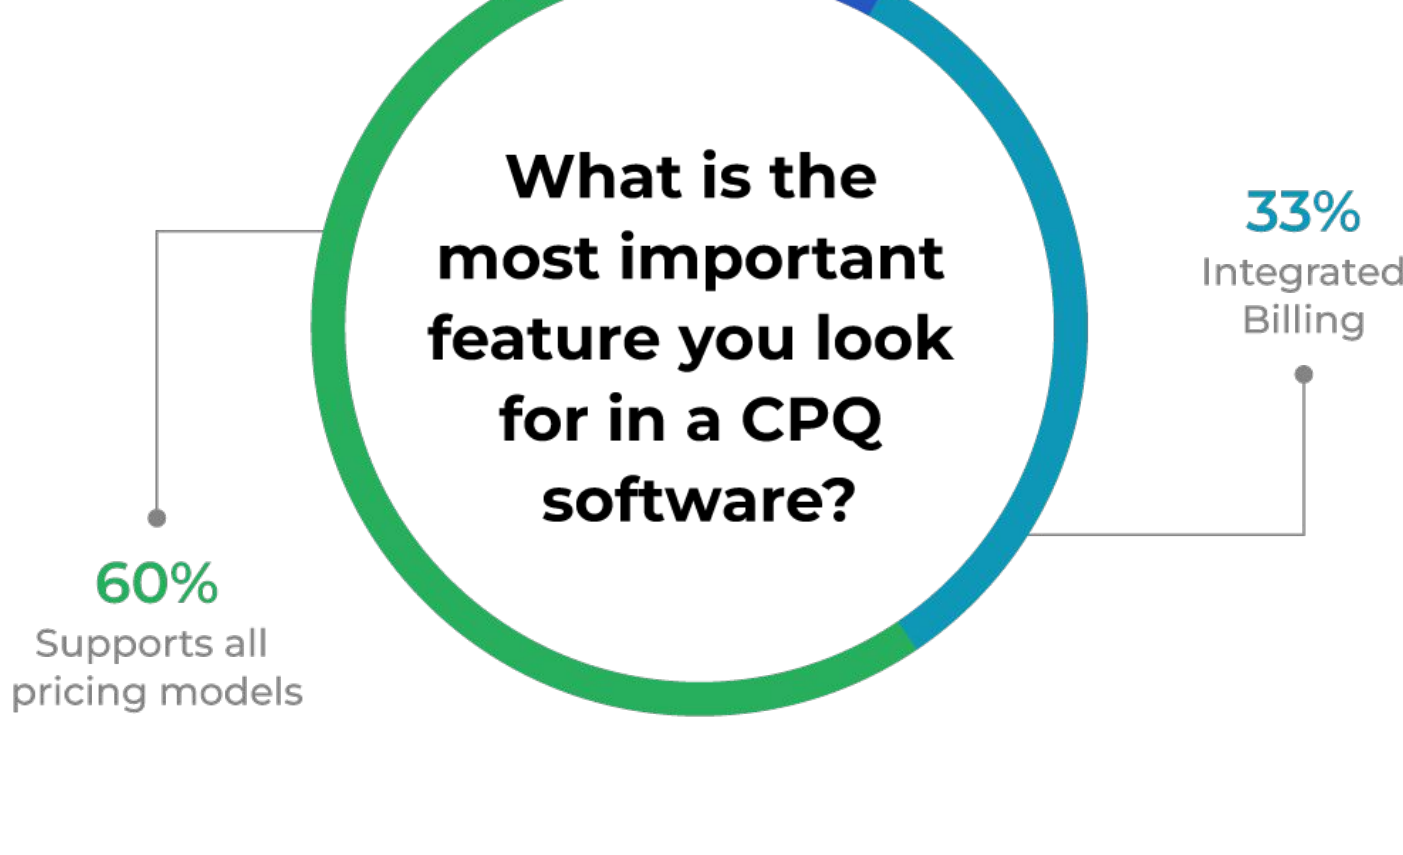 What is the
most important
feature you look
for in a CPQ
software?
33%
Integrated
Billing
60%
Supports all
pricing models